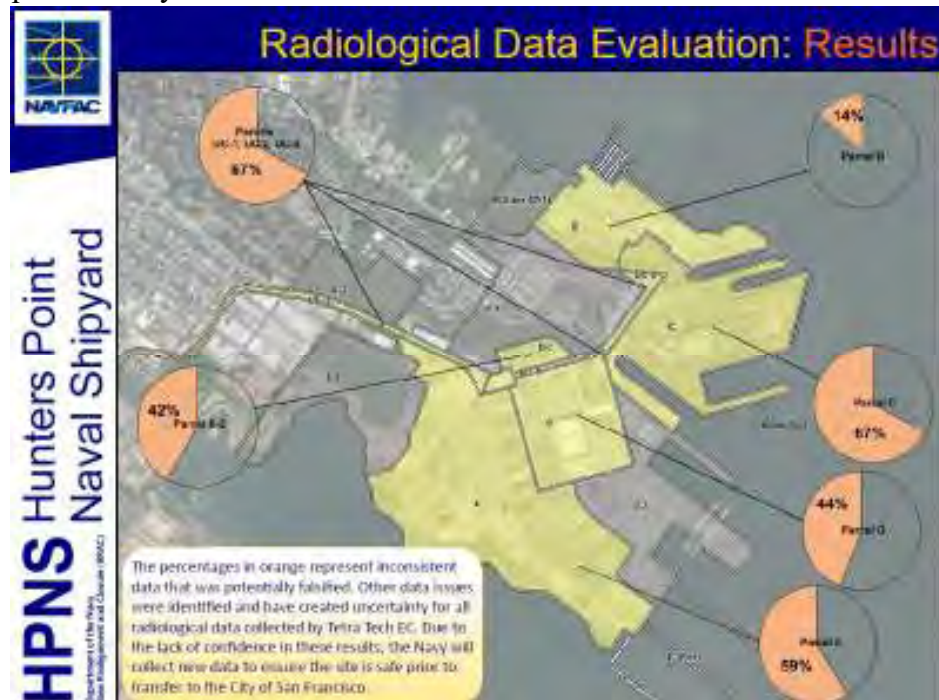 Radiological Data Evaluation: Results
NAVFAC
HPNS Hunters Point
Naval Shipyard
Parcels
67%
14%
Parcel B
42%
Parcel
Parcel C
67%
44%
Parcel G
Parcel E
59%
The percentages in orange represent inconsistent
data that was potentially falsified. Other data issues
were identified and have created uncertainty for all
radiological data collected by Tetra Tech EC. Due to
the lack of confidence in these results, the Navy will
collect new data to ensure the site is safe prior to
transfer to the City of San Francisco.